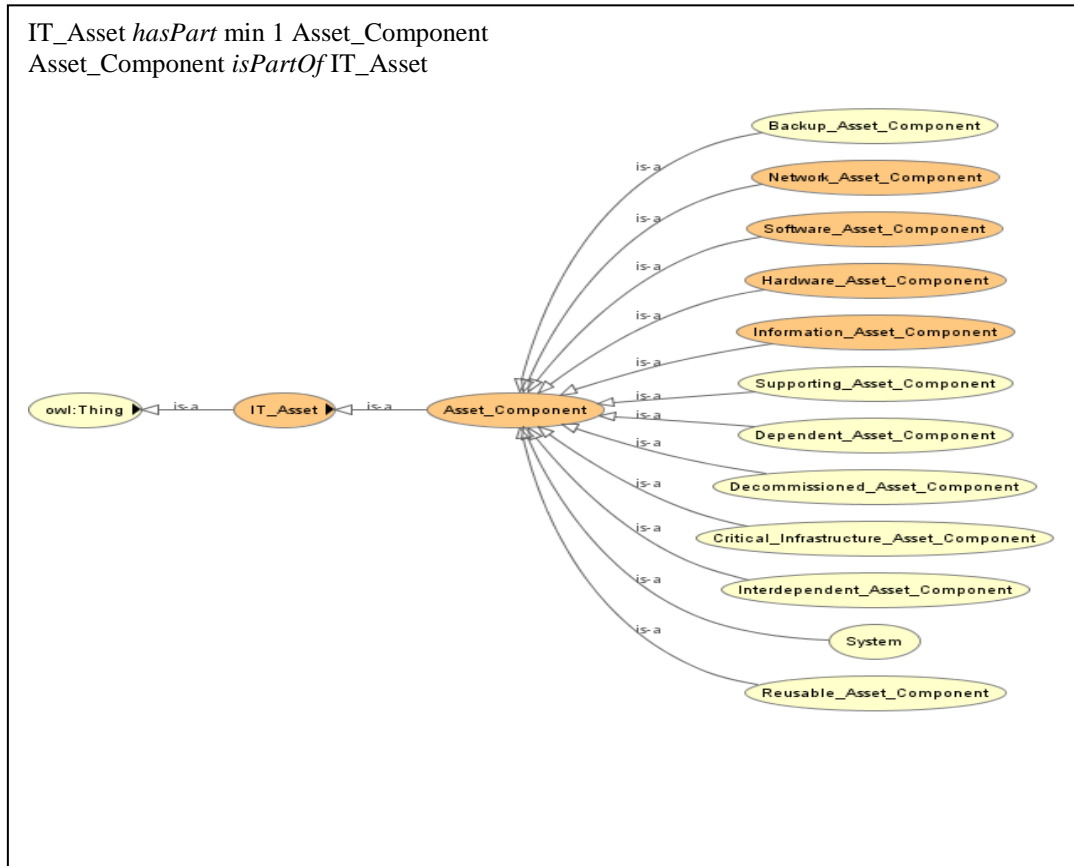 IT_Asset hasPart min 1 Asset_Component
Asset_Component isPartOf IT_Asset
Backup_Asset_Component
is-a
Network_Asset_Component
is-a
Software_Asset_Component
is-a
Hardware_Asset_Component
is-a
Information_Asset_Component
is-a
Supporting_Asset_Component
is-a
owl:Thing is-a IT_Asset is-a Asset_Component
is-a
Dependent_Asset_Component
is-a
Decommissioned_Asset_Component
is-a
Critical_Infrastructure_Asset_Component
is-a
Interdependent_Asset_Component
is-a
System
is-a
Reusable_Asset_Component